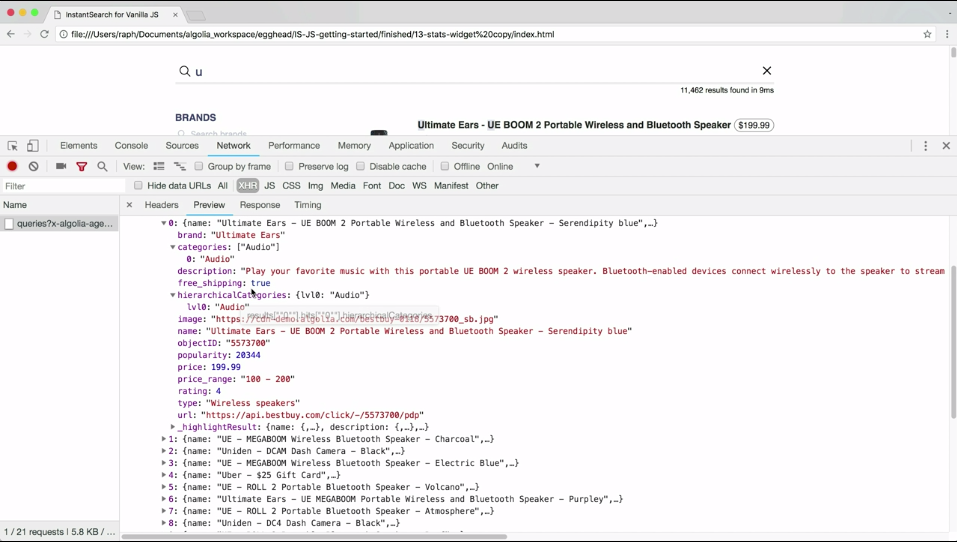 InstantSearch for Vanilla JS
file:///Users/raph/Documents/algolia_workspace/egghead/IS-JS-getting-started/finished/13-stats-widget%20copy/index.html
u
11,462 results found in 9ms
BRANDS
Search brands
Ultimate Ears - UE BOOM 2 Portable Wireless and Bluetooth Speaker $199.99
Elements Console Sources Network Performance Memory Application Security Audits
View: Group by frame Preserve log Disable cache Offline Online
Filter Hide data URLs All XHR JS CSS Img Media Font Doc WS Manifest Other
Name Headers Preview Response Timing
queries?x-algolia-age...
0: {name: "Ultimate Ears - UE BOOM 2 Portable Wireless and Bluetooth Speaker - Serendipity blue",…}
brand: "Ultimate Ears"
categories: ["Audio"]
0: "Audio"
description: "Play your favorite music with this portable UE BOOM 2 wireless speaker. Bluetooth-enabled devices connect wirelessly to the speaker to stream
free_shipping: true
hierarchicalCategories: {lvl0: "Audio"}
lvl0: "Audio"
image: "https://cdn-demo.algolia.com/bestbuy-0118/5573700_sb.jpg"
name: "Ultimate Ears - UE BOOM 2 Portable Wireless and Bluetooth Speaker - Serendipity blue"
objectID: "5573700"
popularity: 20344
price: 199.99
price_range: "100 - 200"
rating: 4
type: "Wireless speakers"
url: "https://api.bestbuy.com/click/-/5573700/pdp"
_highlightResult: {name: {,…}, description: {,…},…}
1: {name: "UE - MEGABOOM Wireless Bluetooth Speaker - Charcoal",…}
2: {name: "Uniden - DCAM Dash Camera - Black",…}
3: {name: "UE - MEGABOOM Wireless Bluetooth Speaker - Electric Blue",…}
4: {name: "Uber - $25 Gift Card",…}
5: {name: "UE - ROLL 2 Portable Bluetooth Speaker - Volcano",…}
6: {name: "Ultimate Ears - UE MEGABOOM Portable Wireless and Bluetooth Speaker - Purpley",…}
7: {name: "UE - ROLL 2 Portable Bluetooth Speaker - Atmosphere",…}
8: {name: "Uniden - DC4 Dash Camera - Black",…}
1 / 21 requests | 5.8 KB / ...